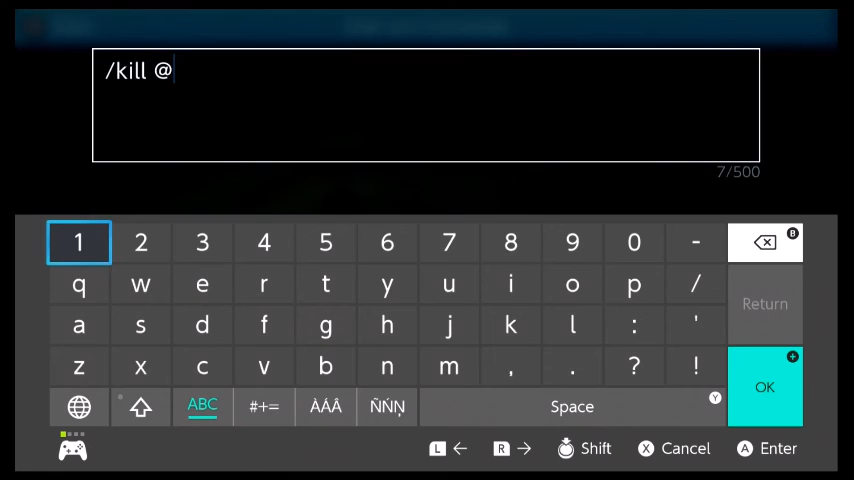 /kill @
7/500
1 2 3 4 5 6 7 8 9 0 - B
q w e r t y u i o p / Return
a s d f g h j k l : '
z x c v b n m , . ? ! + OK
ABC #+= ÀÁÂ ÑŃŅ Space Y
L ← R → Shift X Cancel A Enter